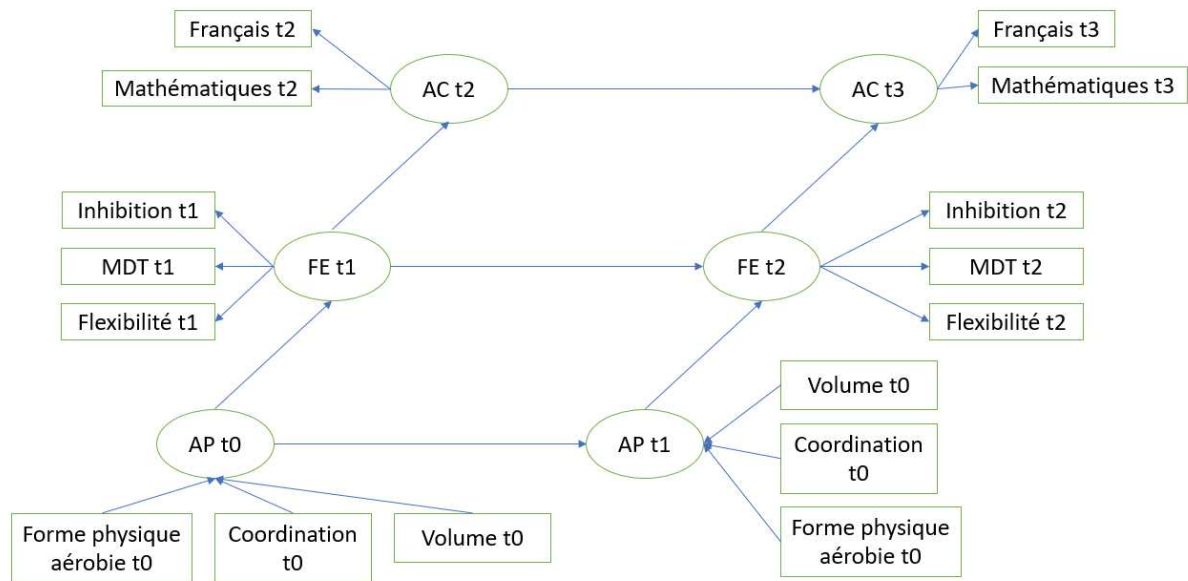 Français t2
Français t3
Mathématiques t2
AC t2
AC t3
Mathématiques t3
Inhibition t1
Inhibition t2
MDT t1
FE t1
FE t2
MDT t2
Flexibilité t1
Flexibilité t2
Volume t0
AP t0
AP t1
Coordination
t0
Forme physique
aérobie t0
Coordination
t0
Volume t0
Forme physique
aérobie t0